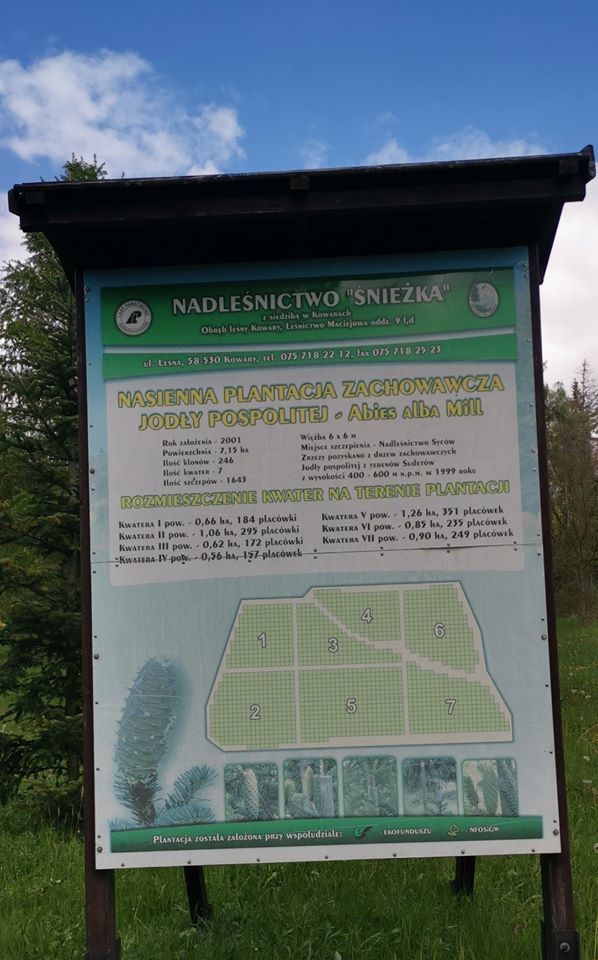 NADLEŚNICTWO "ŚNIEŻKA"
z siedzibą w Kowarach
Obręb leśny Kowary, Leśnictwo Maciejowa oddz. 9 f,d
ul. Leśna, 58-530 Kowary, tel. 075 718 22 12, fax 075 718 25 23
NASIENNA PLANTACJA ZACHOWAWCZA
JODŁY POSPOLITEJ - Abies alba Mill
Rok założenia - 2001
Powierzchnia - 7,15 ha
Ilość klonów - 246
Ilość kwater - 7
Ilość szczepów - 1643
Więźba 6 x 6 m
Miejsce szczepienia - Nadleśnictwo Syców
Zrzezy pozyskano z drzew zachowawczych
Jodły pospolitej z terenów Sudetów
z wysokości 400 - 600 m n.p.m. w 1999 roku
ROZMIESZCZENIE KWATER NA TERENIE PLANTACJI
Kwatera I pow. - 0,66 ha, 184 placówki
Kwatera II pow. - 1,06 ha, 295 placówki
Kwatera III pow. - 0,62 ha, 172 placówki
Kwatera IV pow. - 0,56 ha, 157 placówek
Kwatera V pow. - 1,26 ha, 351 placówek
Kwatera VI pow. - 0,85 ha, 235 placówek
Kwatera VII pow. - 0,90 ha, 249 placówek
1
3
4
6
2
5
7
Plantacja została założona przy współudziale: - EKOFUNDUSZU - NFOŚiGW